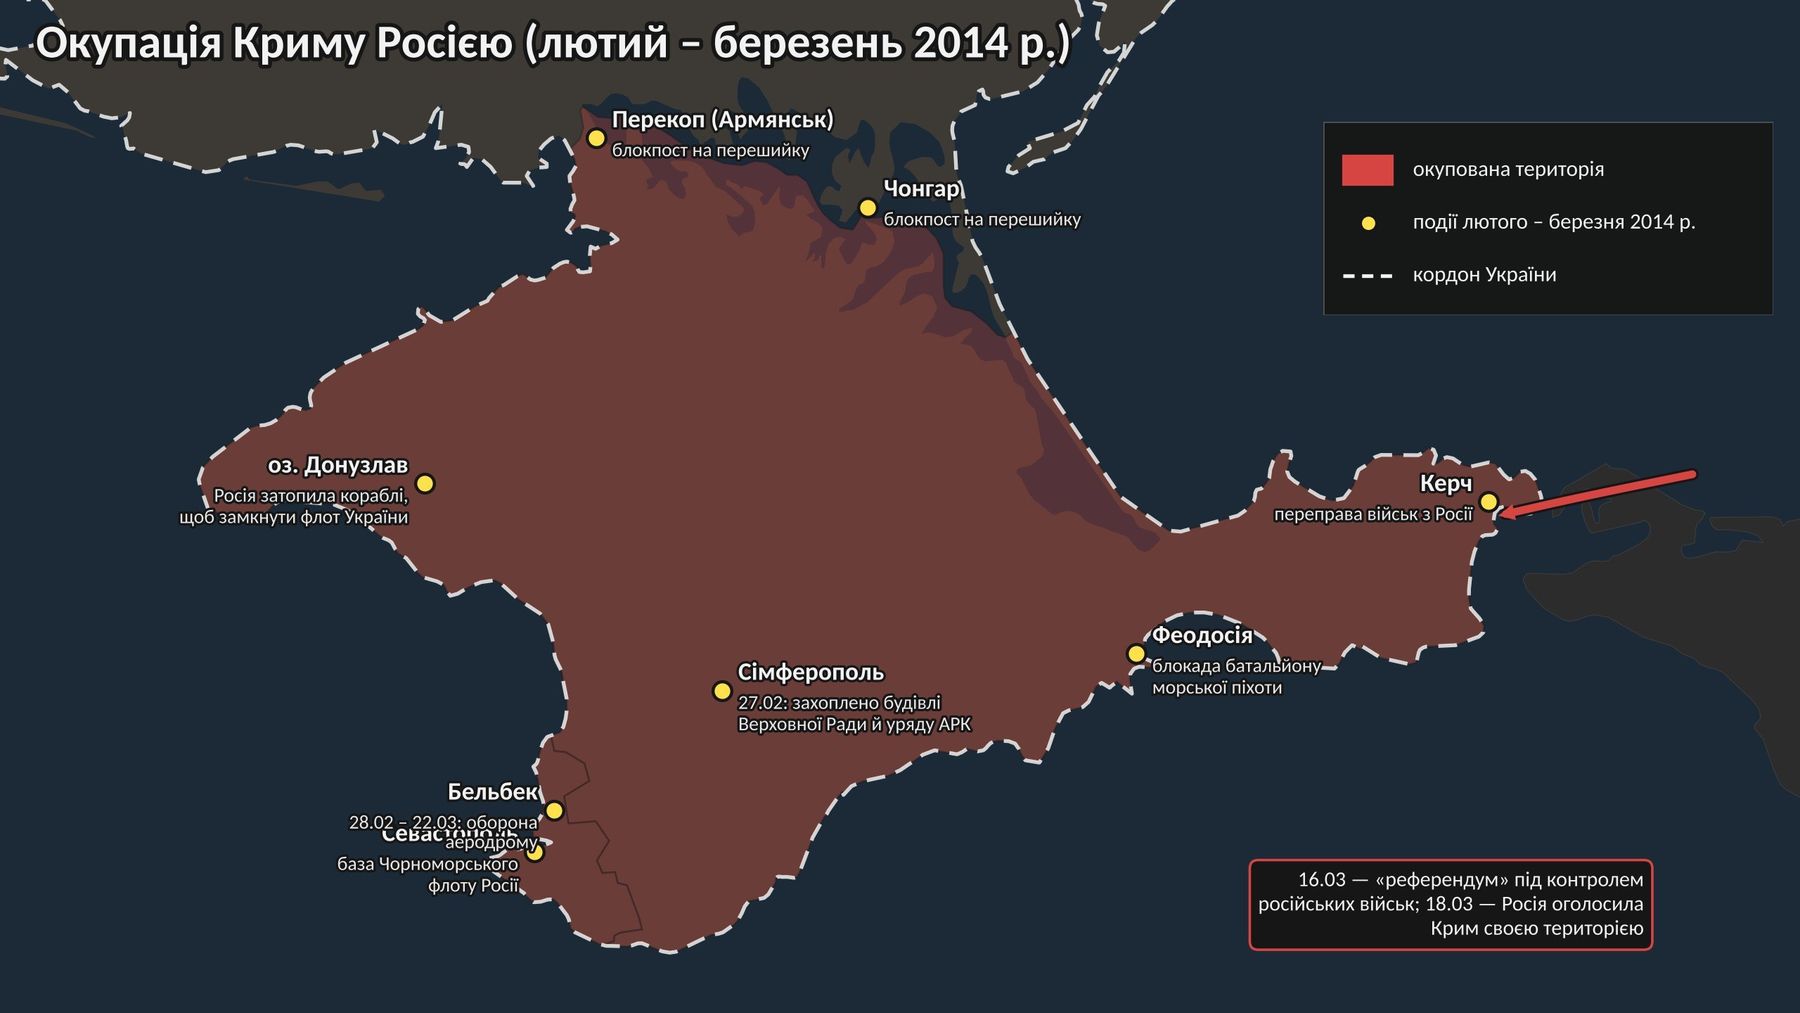 Окупація Криму Росією (лютий – березень 2014 р.)
Перекоп (Армянськ)
блокпост на перешийку
Чонгар
блокпост на перешийку
окупована територія
події лютого – березня 2014 р.
кордон України
оз. Донузлав
Росія затопила кораблі,
щоб замкнути флот України
Керч
переправа військ з Росії
Феодосія
блокада батальйону
морської піхоти
Сімферополь
27.02: захоплено будівлі
Верховної Ради й уряду АРК
Бельбек
28.02 – 22.03: оборона
аеродрому
Севастополь
база Чорноморського
флоту Росії
16.03 — «референдум» під контролем
російських військ; 18.03 — Росія оголосила
Крим своєю територією